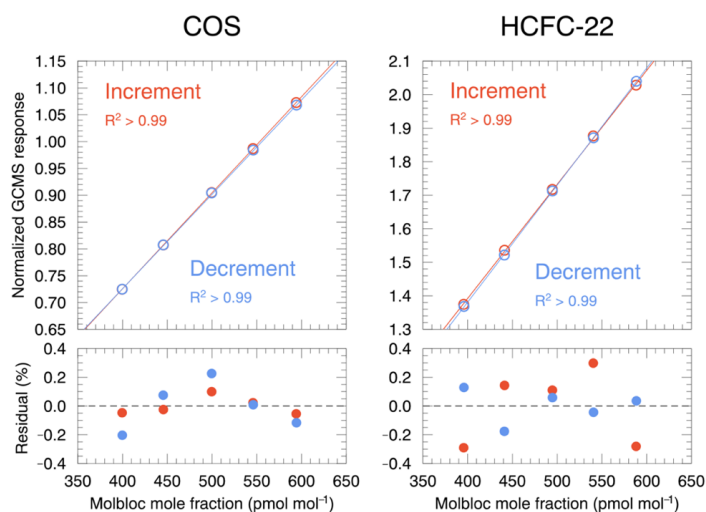 COS
HCFC-22
Normalized GCMS response
1.15
1.10
1.05
1.00
0.95
0.90
0.85
0.80
0.75
0.70
0.65
Increment
R² > 0.99
Decrement
R² > 0.99
2.1
2.0
1.9
1.8
1.7
1.6
1.5
1.4
1.3
Increment
R² > 0.99
Decrement
R² > 0.99
Residual (%)
0.4
0.2
0.0
−0.2
−0.4
0.4
0.2
0.0
−0.2
−0.4
350 400 450 500 550 600 650
350 400 450 500 550 600 650
Molbloc mole fraction (pmol mol⁻¹)
Molbloc mole fraction (pmol mol⁻¹)